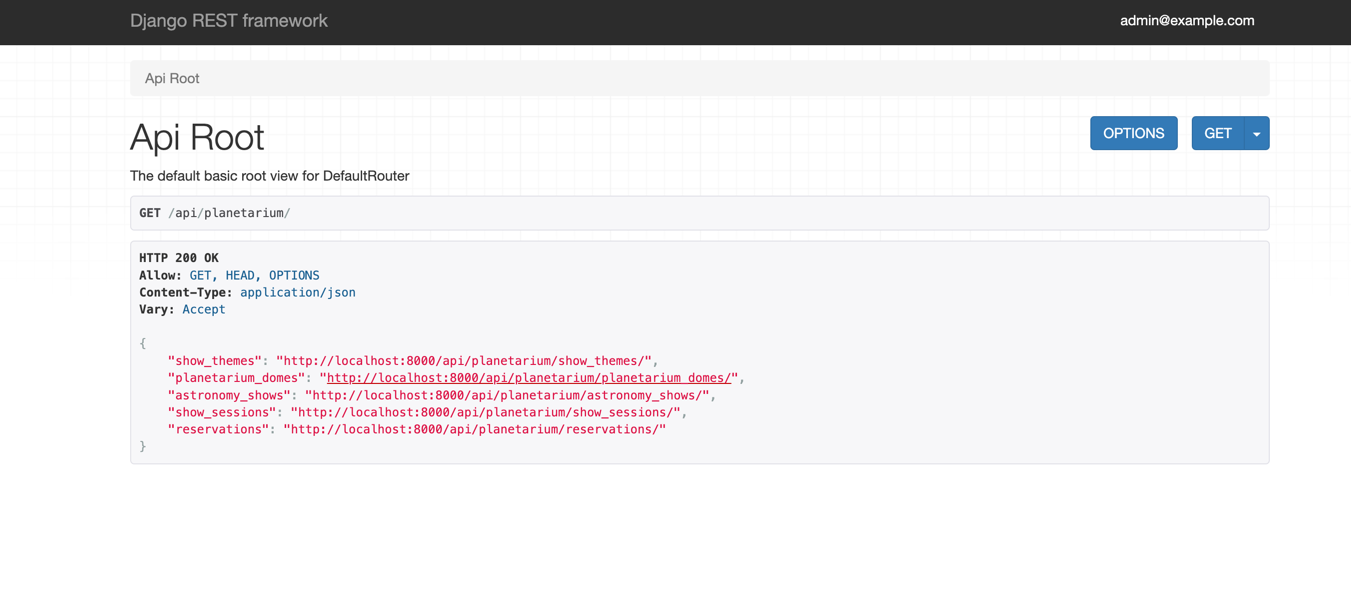 Django REST framework
admin@example.com
Api Root
Api Root
OPTIONS
GET
The default basic root view for DefaultRouter
GET /api/planetarium/
HTTP 200 OK
Allow: GET, HEAD, OPTIONS
Content-Type: application/json
Vary: Accept
{
    "show_themes": "http://localhost:8000/api/planetarium/show_themes/",
    "planetarium_domes": "http://localhost:8000/api/planetarium/planetarium_domes/",
    "astronomy_shows": "http://localhost:8000/api/planetarium/astronomy_shows/",
    "show_sessions": "http://localhost:8000/api/planetarium/show_sessions/",
    "reservations": "http://localhost:8000/api/planetarium/reservations/"
}